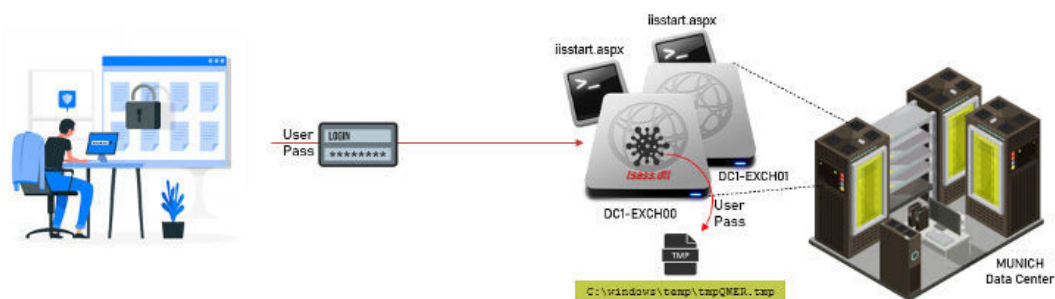 iisstart.aspx
iisstart.aspx
>_
>_
User
Pass
LOGIN
********
lsass.dll
DC1-EXCH01
DC1-EXCH00
User
Pass
TMP
C:\windows\temp\tmpQWER.tmp
MUNICH
Data Center